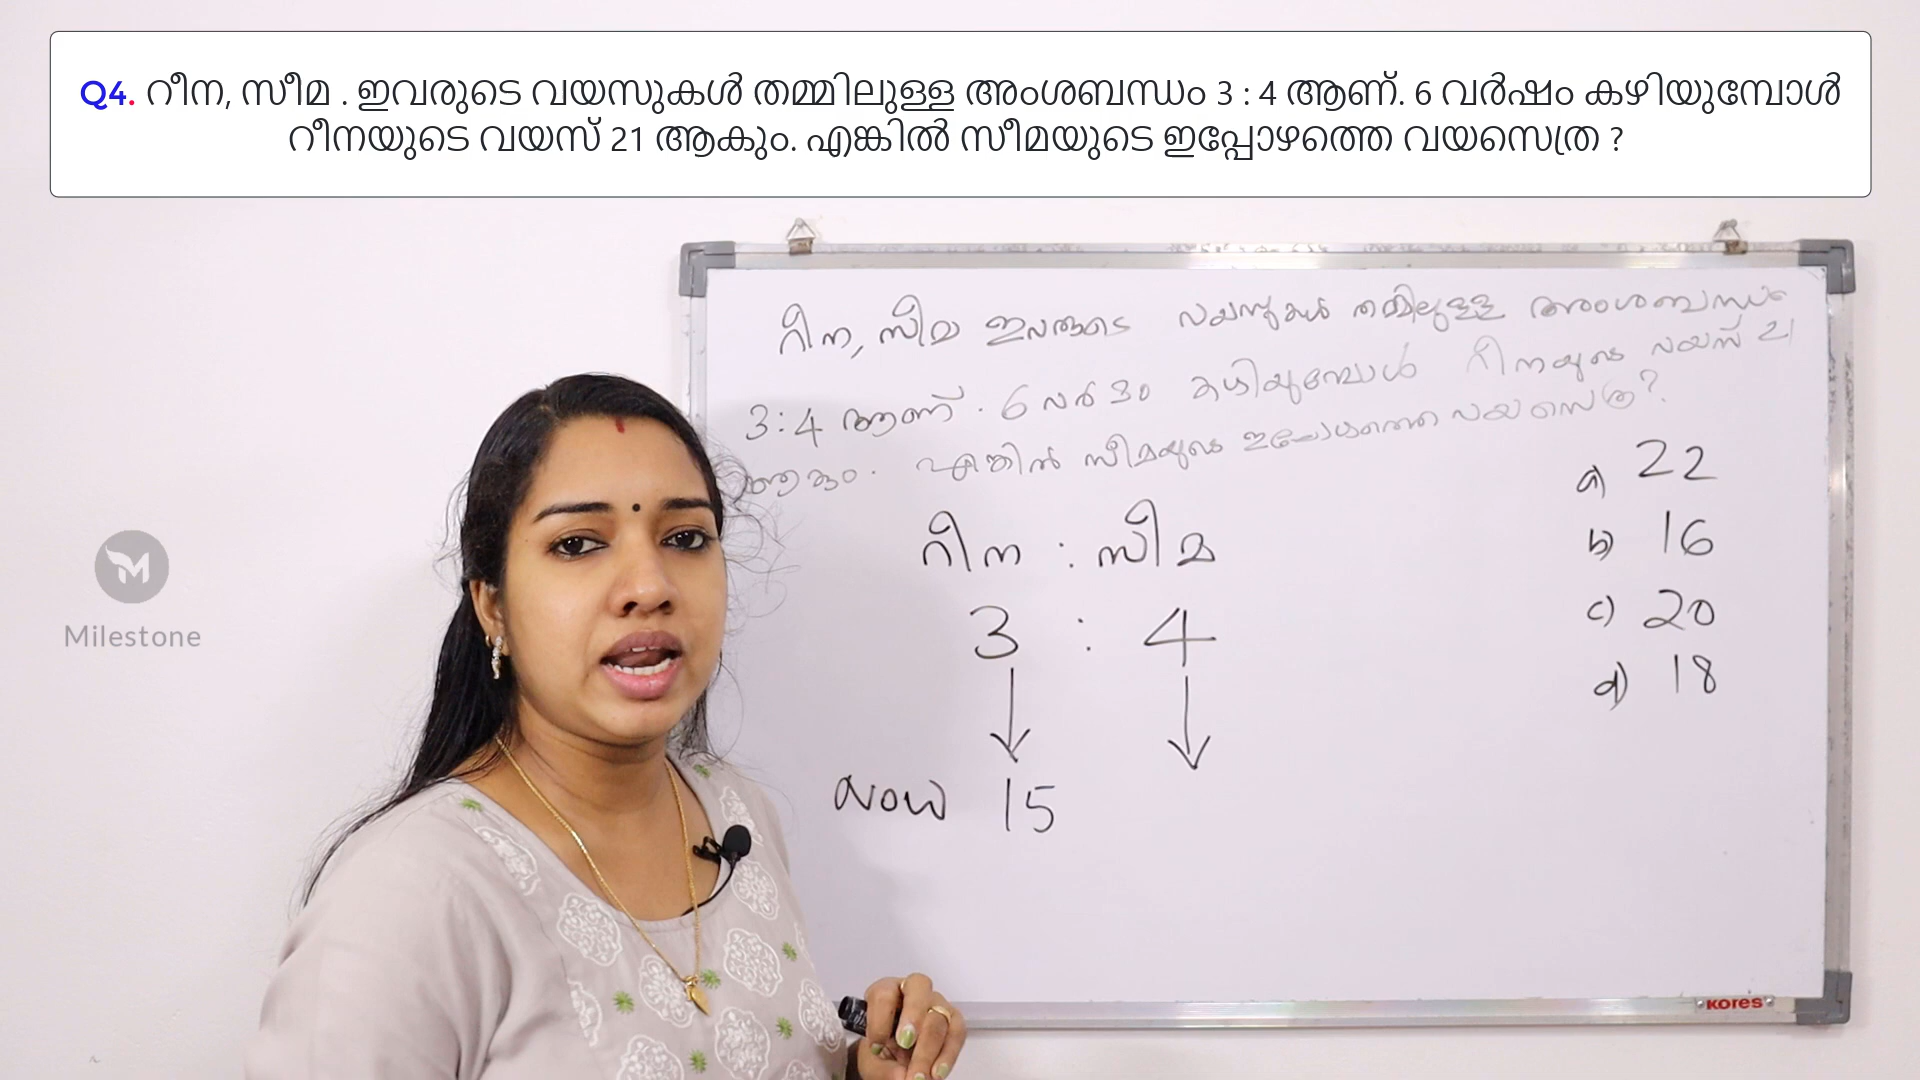 Q4. റീന, സീമ . ഇവരുടെ വയസുകൾ തമ്മിലുള്ള അംശബന്ധം 3 : 4 ആണ്. 6 വർഷം കഴിയുമ്പോൾ
റീനയുടെ വയസ് 21 ആകും. എങ്കിൽ സീമയുടെ ഇപ്പോഴത്തെ വയസെത്ര ?
റീന, സീമ ഇവരുടെ വയസുകൾ തമ്മിലുള്ള അംശബന്ധം
3:4 ആണ്. 6 വർഷം കഴിയുമ്പോൾ റീനയുടെ വയസ് 21
ആകും. എങ്കിൽ സീമയുടെ ഇപ്പോഴത്തെ വയസെത്ര?
a) 22
b) 16
c) 20
d) 18
റീന : സീമ
3 : 4
15
Milestone
KORES